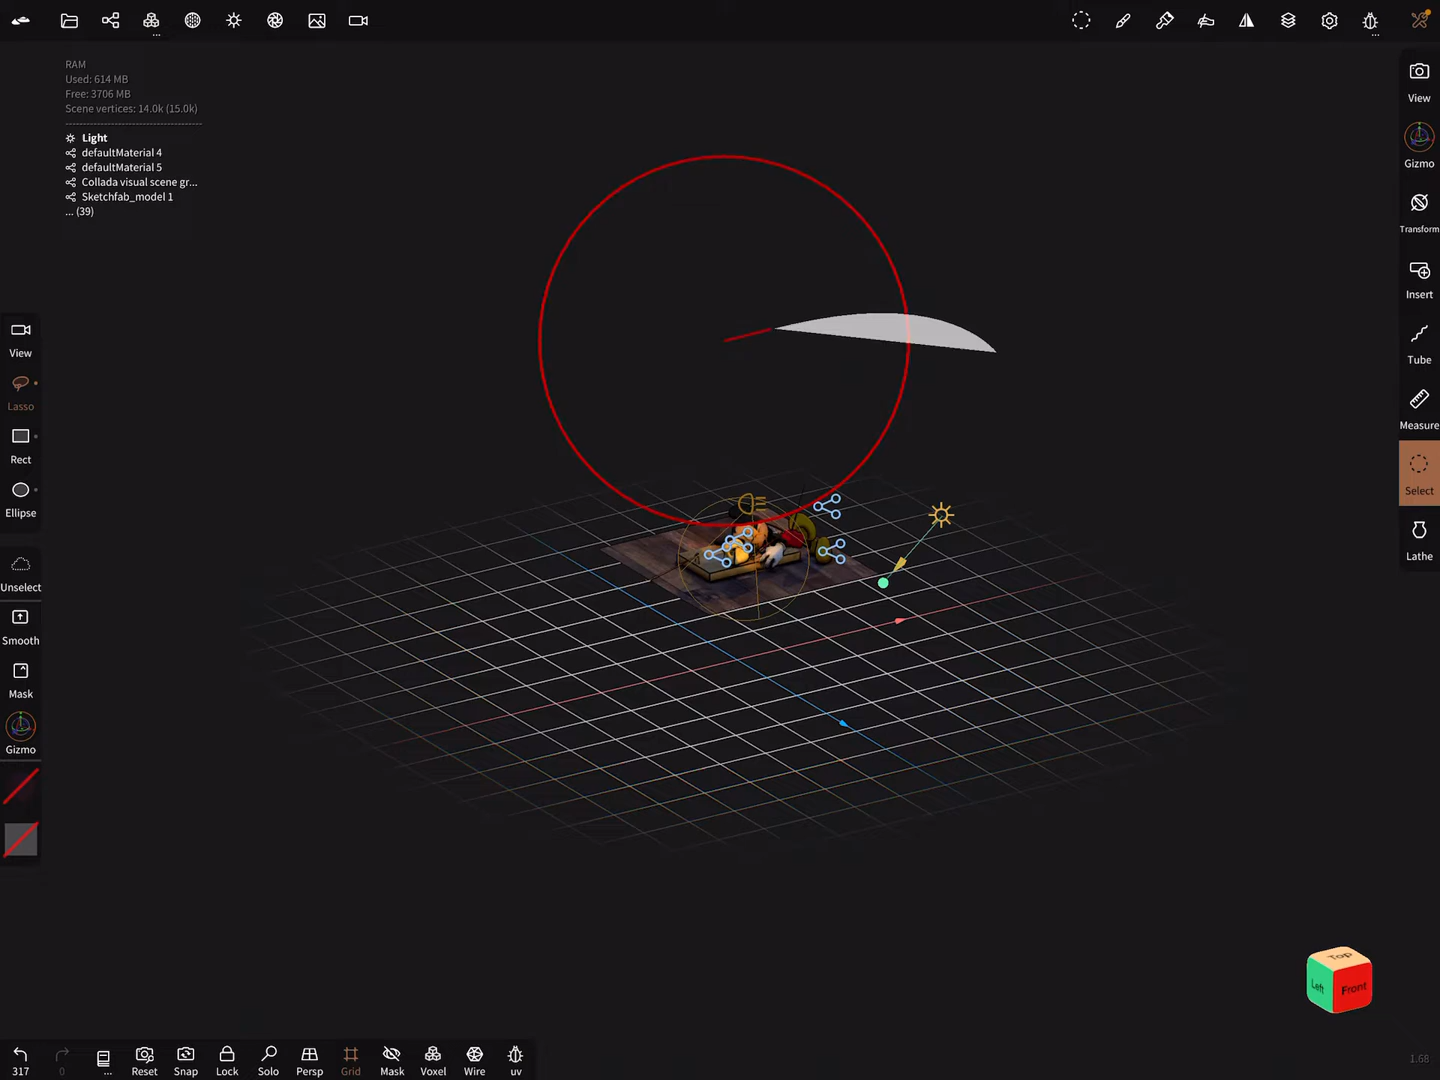 RAM
Used: 614 MB
Free: 3706 MB
Scene vertices: 14.0k (15.0k)
Light
defaultMaterial 4
defaultMaterial 5
Collada visual scene gr...
Sketchfab_model 1
... (39)
View
Lasso
Rect
Ellipse
Unselect
Smooth
Mask
Gizmo
View
Gizmo
Transform
Insert
Tube
Measure
Select
Lathe
Top
Left
Front
317
0
...
Reset
Snap
Lock
Solo
Persp
Grid
Mask
Voxel
Wire
uv
1.68